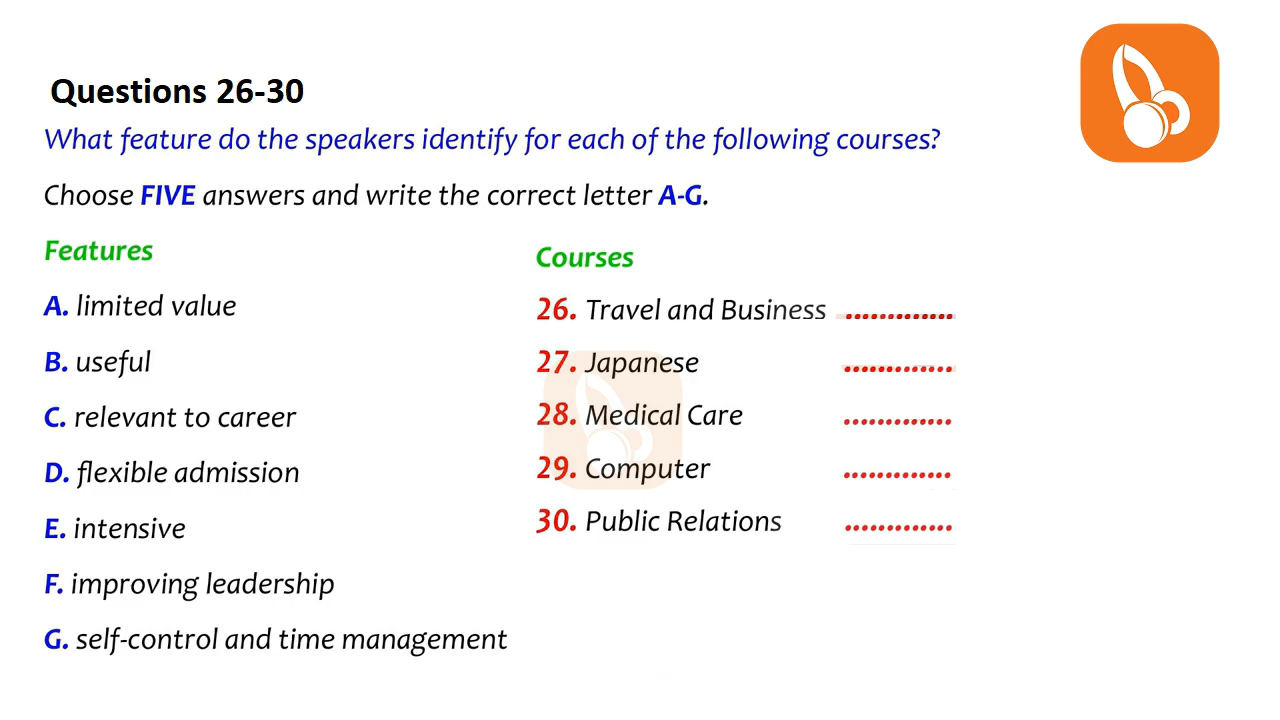 Questions 26-30
What feature do the speakers identify for each of the following courses?
Choose FIVE answers and write the correct letter A-G.
Features
A. limited value
B. useful
C. relevant to career
D. flexible admission
E. intensive
F. improving leadership
G. self-control and time management
Courses
26. Travel and Business .............
27. Japanese .............
28. Medical Care .............
29. Computer .............
30. Public Relations .............